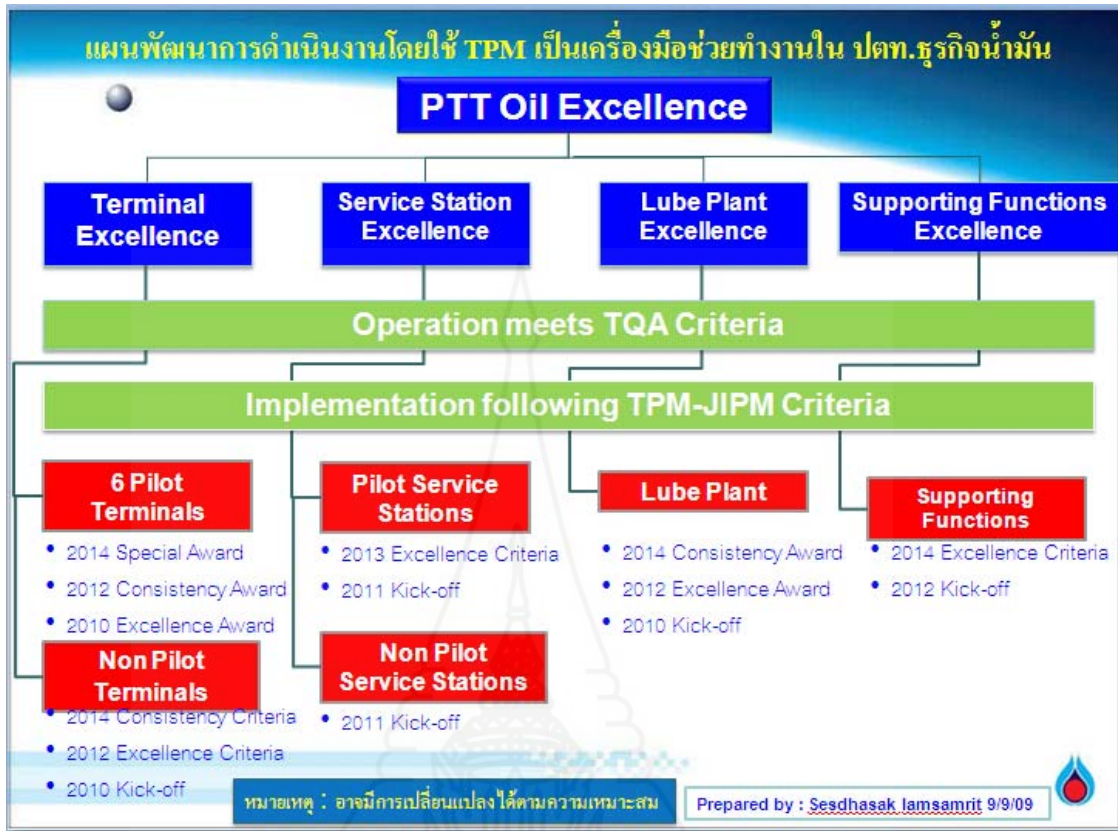 แผนพัฒนาการดำเนินงานโดยใช้ TPM เป็นเครื่องมือช่วยทำงานใน ปตท.ธุรกิจน้ำมัน
PTT Oil Excellence
Terminal
Excellence
Service Station
Excellence
Lube Plant
Excellence
Supporting Functions
Excellence
Operation meets TQA Criteria
Implementation following TPM-JIPM Criteria
6 Pilot
Terminals
• 2014 Special Award
• 2012 Consistency Award
• 2010 Excellence Award
Non Pilot
Terminals
• 2014 Consistency Criteria
• 2012 Excellence Criteria
• 2010 Kick-off
Pilot Service
Stations
• 2013 Excellence Criteria
• 2011 Kick-off
Non Pilot
Service Stations
• 2011 Kick-off
Lube Plant
• 2014 Consistency Award
• 2012 Excellence Award
• 2010 Kick-off
Supporting
Functions
• 2014 Excellence Criteria
• 2012 Kick-off
หมายเหตุ : อาจมีการเปลี่ยนแปลงได้ตามความเหมาะสม
Prepared by : Sesdhasak Iamsamrit 9/9/09